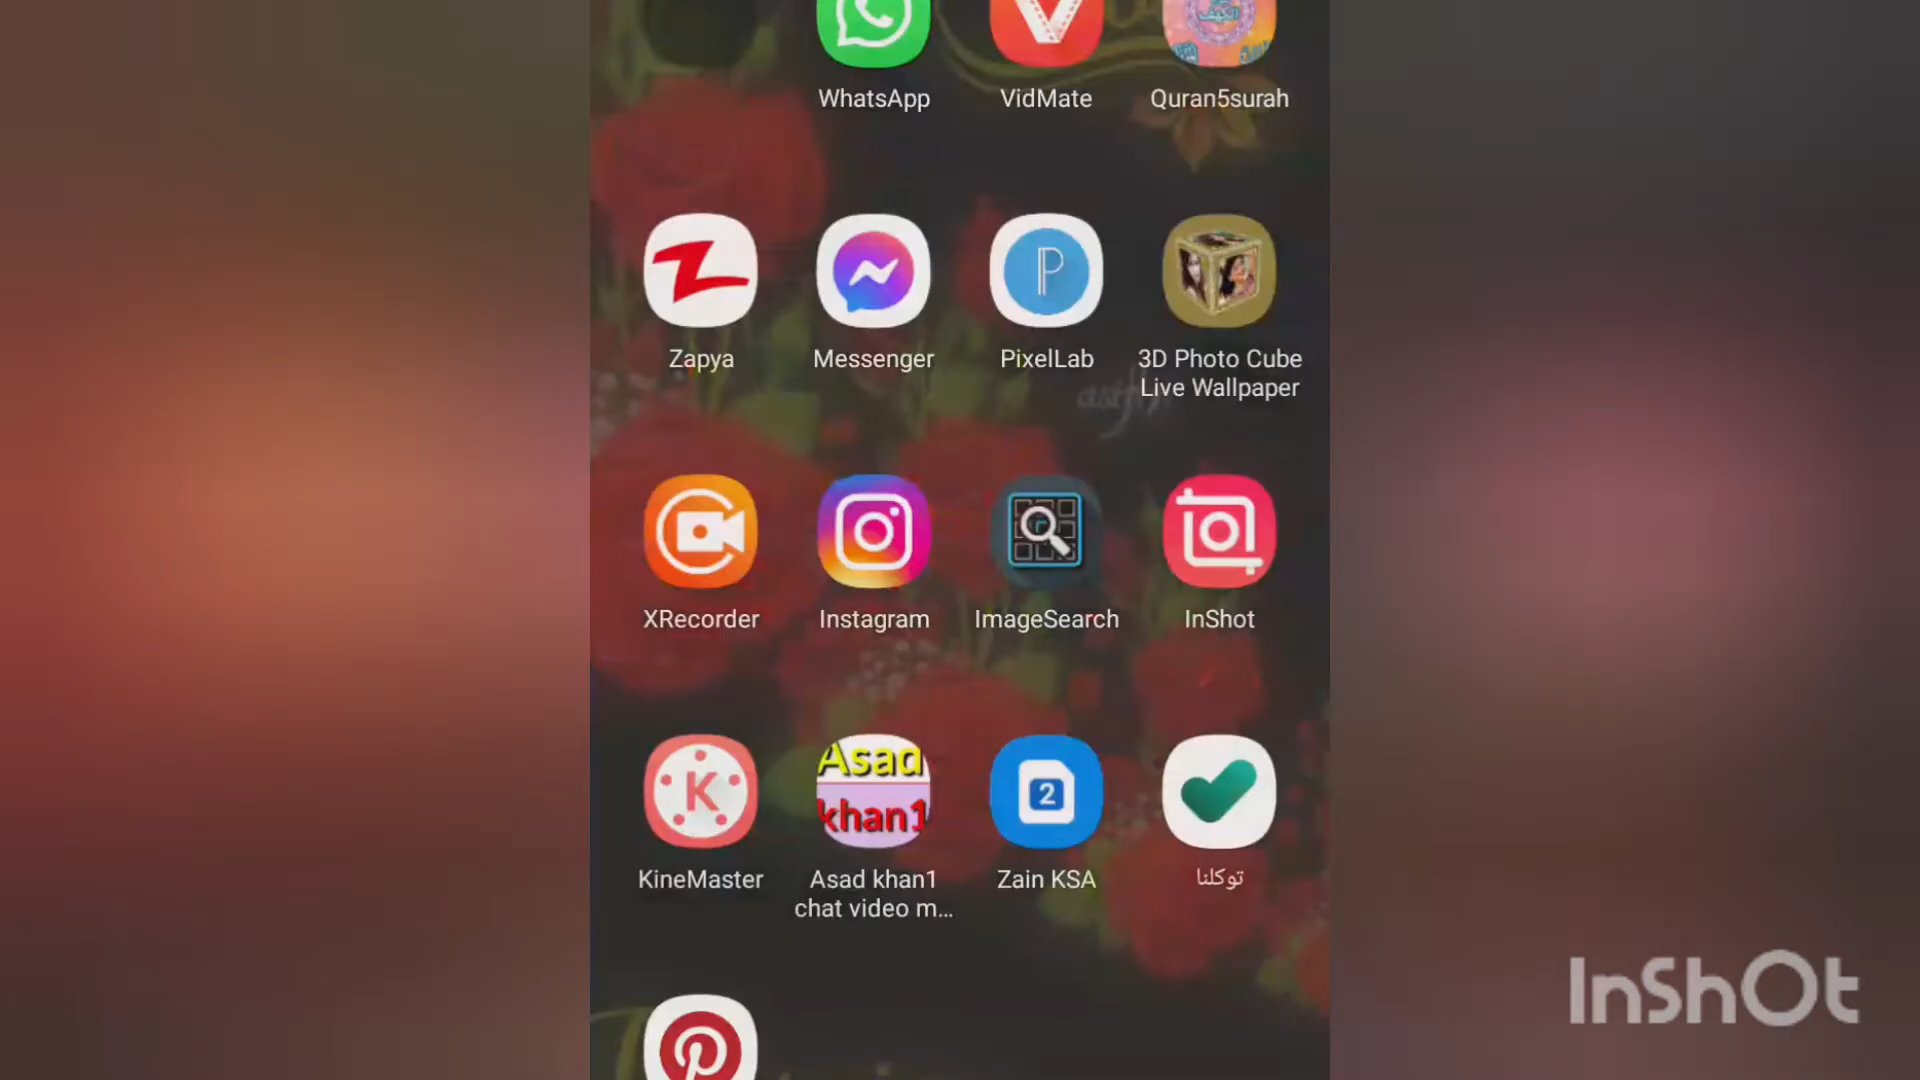 WhatsApp
VidMate
Quran5surah
Zapya
Messenger
PixelLab
3D Photo Cube
Live Wallpaper
XRecorder
Instagram
ImageSearch
InShot
K
Asad
khan1
2
KineMaster
Asad khan1
chat video m...
Zain KSA
توكلنا
InShOt